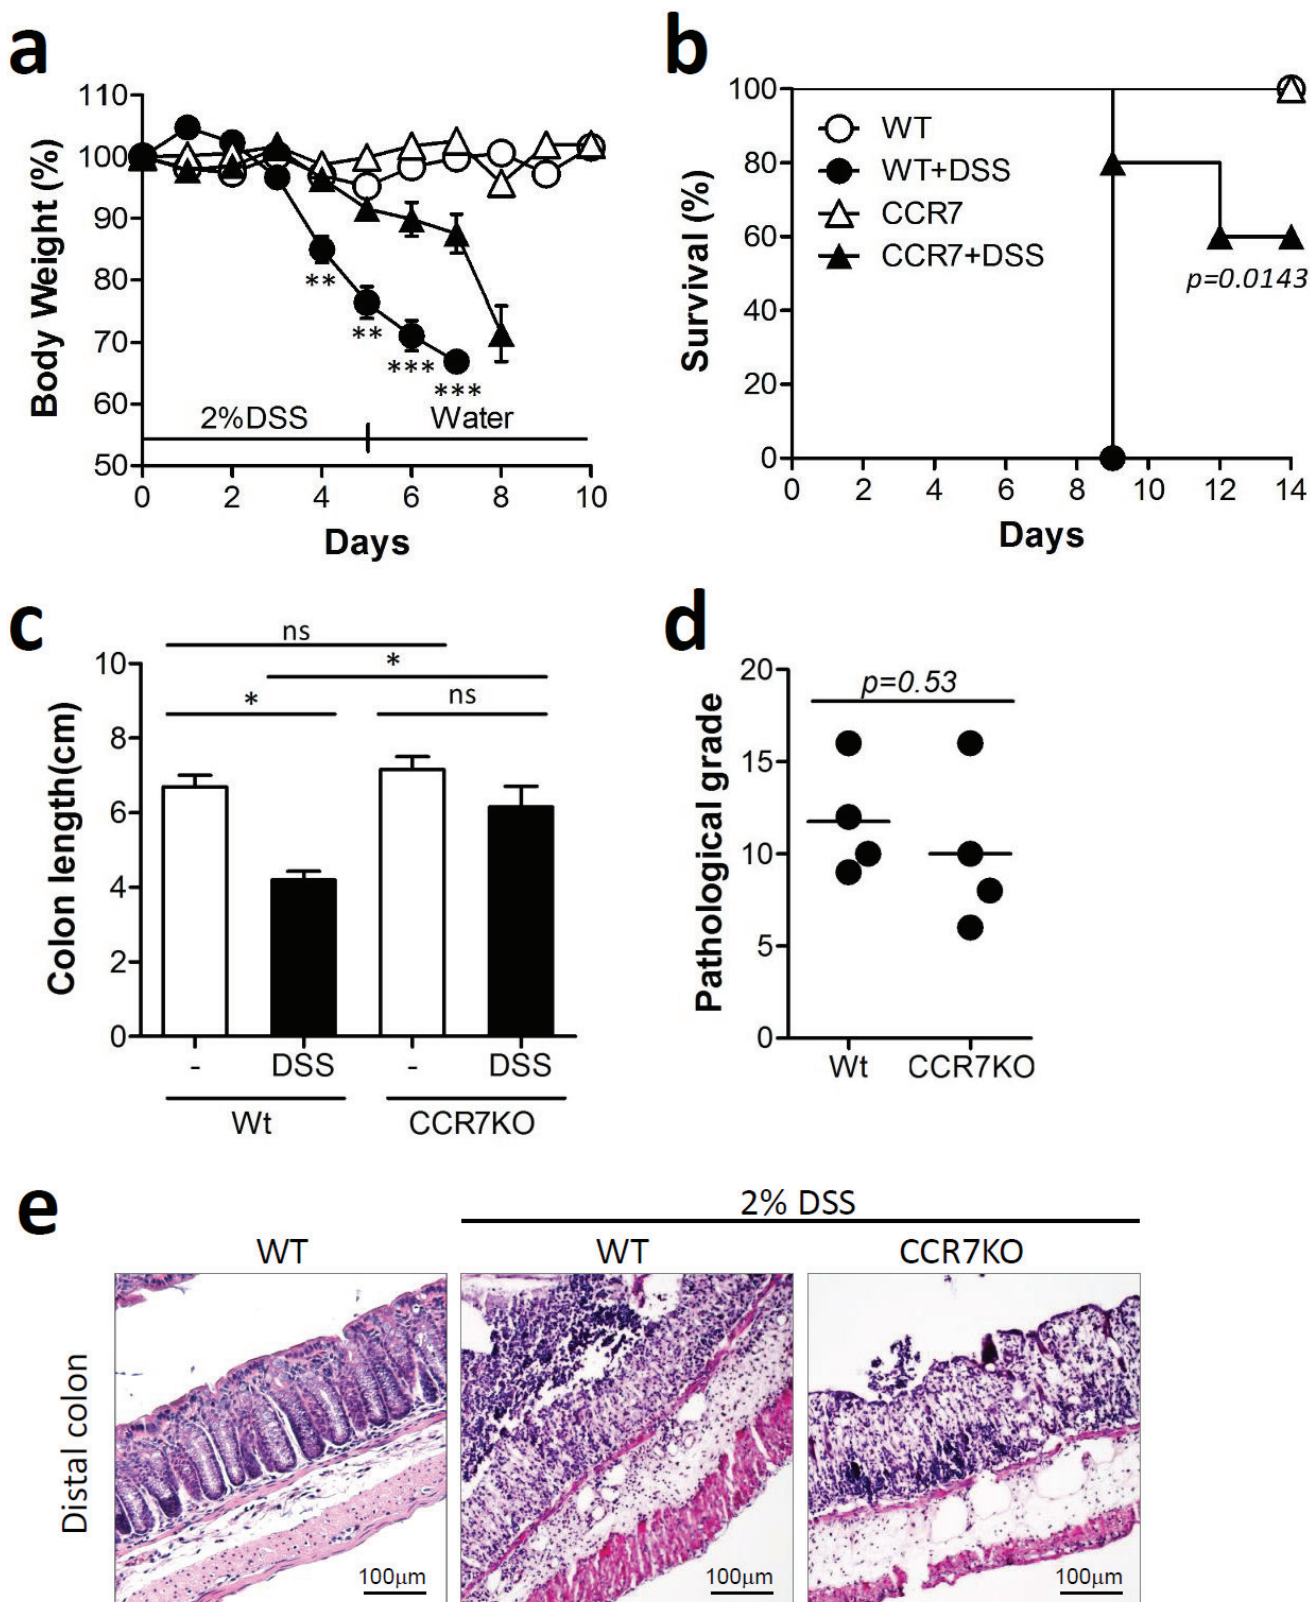 a
110
100
90
80
70
60
50
Body Weight (%)
**
**
***
***
2%DSS Water
0 2 4 6 8 10
Days
b
100
80
60
40
20
0
Survival (%)
WT
WT+DSS
CCR7
CCR7+DSS
p=0.0143
0 2 4 6 8 10 12 14
Days
c
10
8
6
4
2
0
Colon length(cm)
ns
*
* ns
- DSS - DSS
Wt CCR7KO
d
20
15
10
5
0
Pathological grade
p=0.53
Wt CCR7KO
e
2% DSS
WT WT CCR7KO
Distal colon
100μm 100μm 100μm